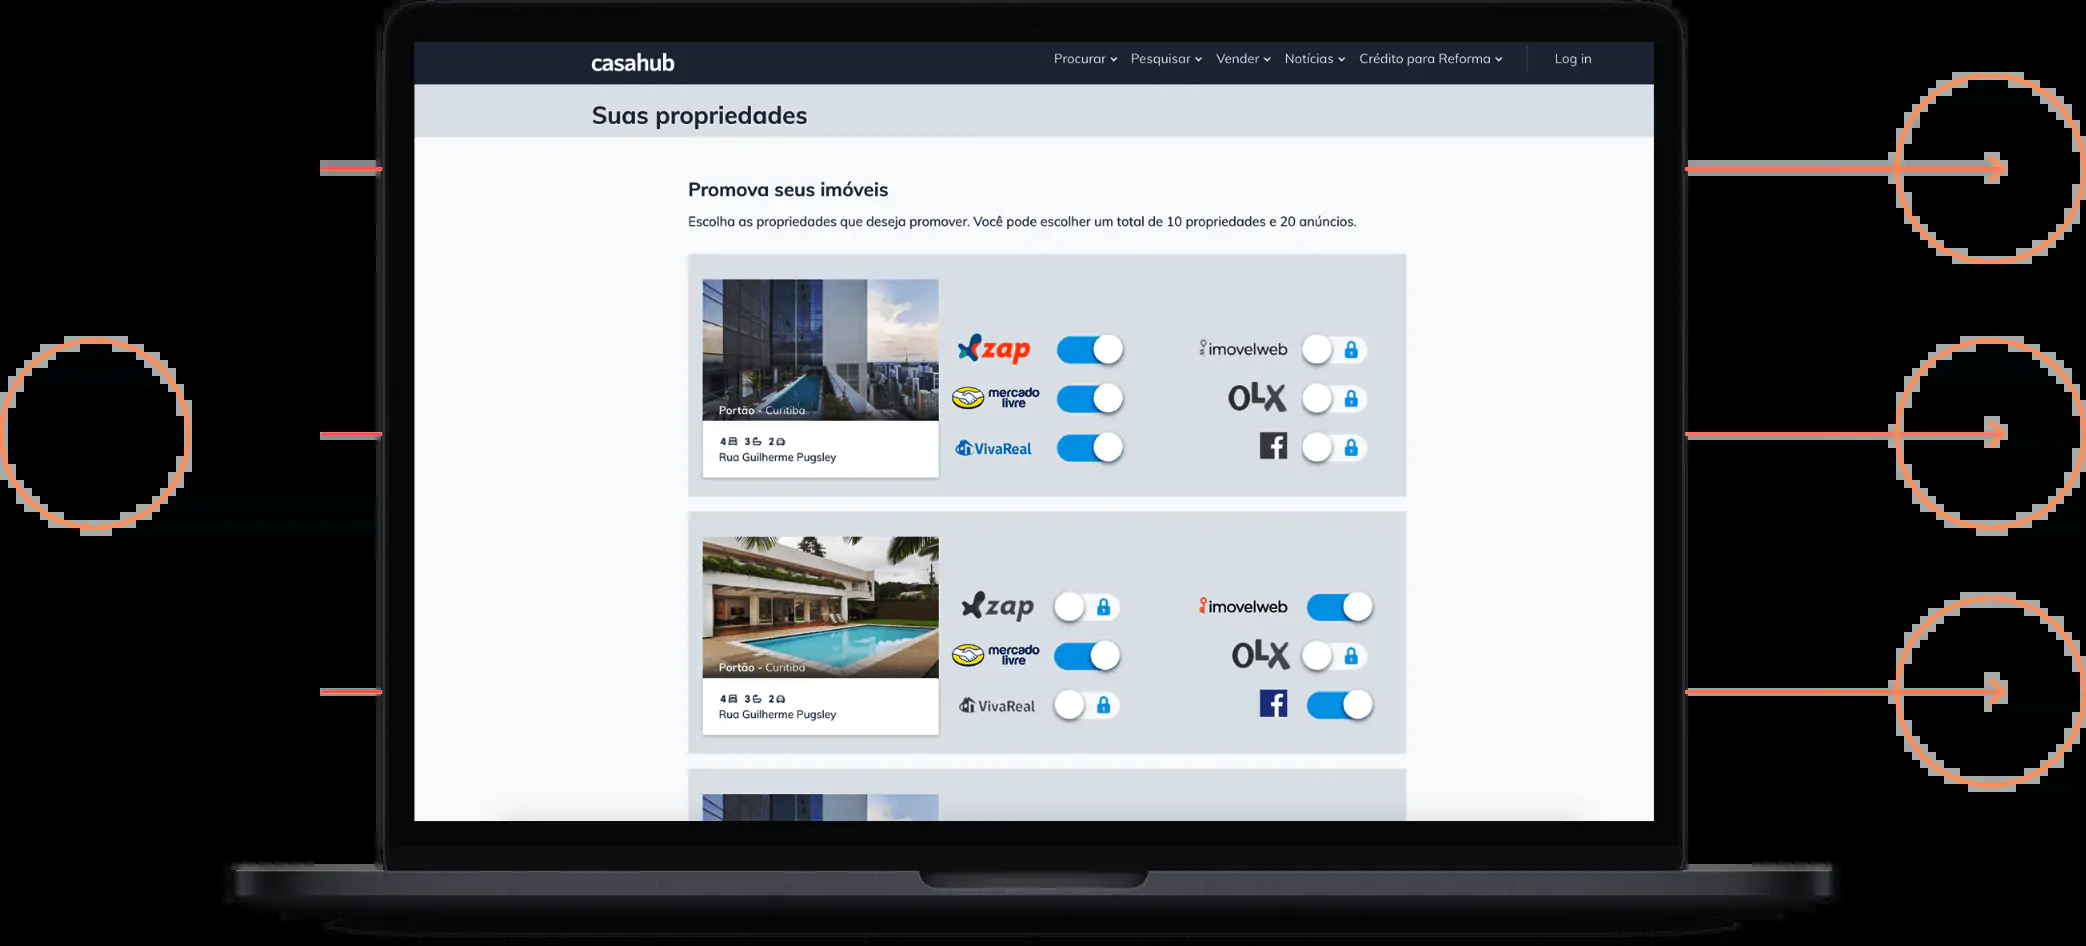 casahub
Procurar Pesquisar Vender Notícias Crédito para Reforma Log in
Suas propriedades
Promova seus imóveis
Escolha as propriedades que deseja promover. Você pode escolher um total de 10 propriedades e 20 anúncios.
Portão - Curitiba
4 3 2
Rua Guilherme Pugsley
zap
imovelweb
mercado
livre
OLX
VivaReal
f
Portão - Curitiba
4 3 2
Rua Guilherme Pugsley
zap
imovelweb
mercado
livre
OLX
VivaReal
f